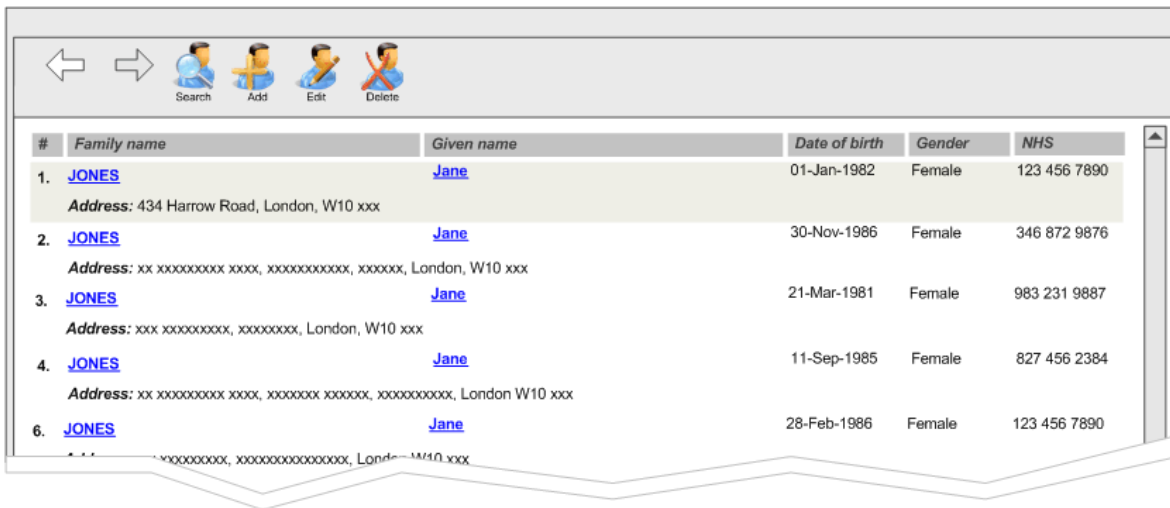 Search Add Edit Delete
# Family name Given name Date of birth Gender NHS
1. JONES Jane 01-Jan-1982 Female 123 456 7890
Address: 434 Harrow Road, London, W10 xxx
2. JONES Jane 30-Nov-1986 Female 346 872 9876
Address: xx xxxxxxxxx xxxx, xxxxxxxxxxx, xxxxxx, London, W10 xxx
3. JONES Jane 21-Mar-1981 Female 983 231 9887
Address: xxx xxxxxxxxx, xxxxxxxx, London, W10 xxx
4. JONES Jane 11-Sep-1985 Female 827 456 2384
Address: xx xxxxxxxxx xxxx, xxxxxxx xxxxxx, xxxxxxxxxx, London W10 xxx
6. JONES Jane 28-Feb-1986 Female 123 456 7890
xxxxxxxxx, xxxxxxxxxxxxxxx, London W10 xxx